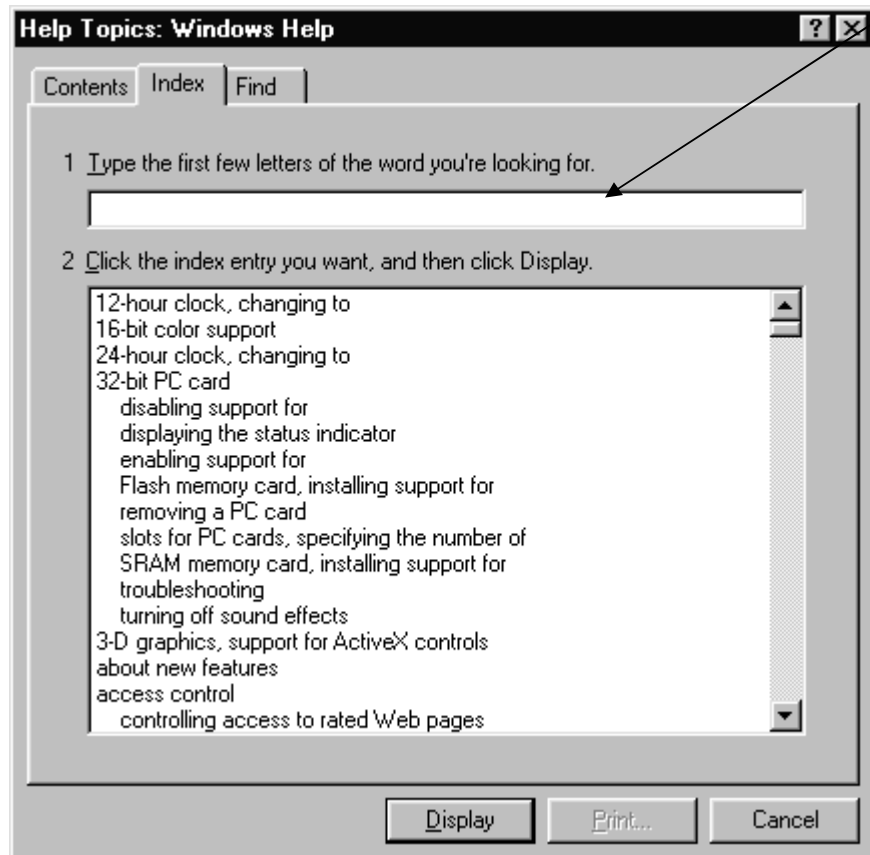 Help Topics: Windows Help
Contents Index Find
1 Type the first few letters of the word you're looking for.
2 Click the index entry you want, and then click Display.
12-hour clock, changing to
16-bit color support
24-hour clock, changing to
32-bit PC card
disabling support for
displaying the status indicator
enabling support for
Flash memory card, installing support for
removing a PC card
slots for PC cards, specifying the number of
SRAM memory card, installing support for
troubleshooting
turning off sound effects
3-D graphics, support for ActiveX controls
about new features
access control
controlling access to rated Web pages
Display Print... Cancel